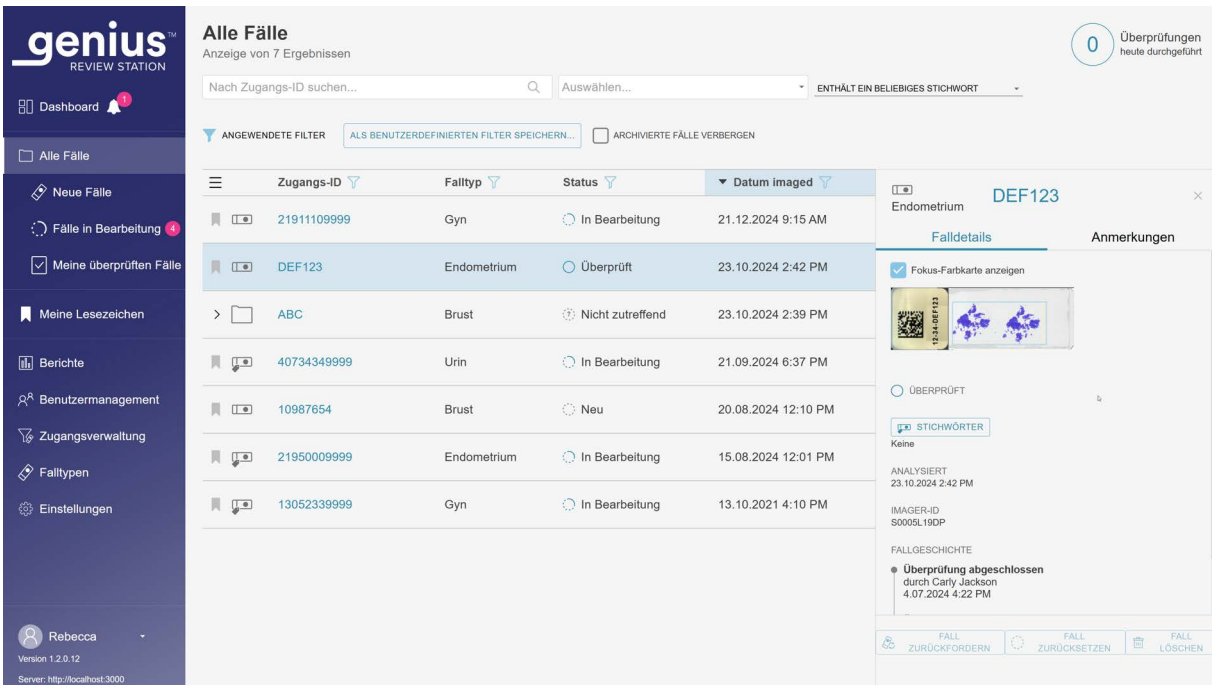 genius™
REVIEW STATION
Dashboard 1
Alle Fälle
Neue Fälle
Fälle in Bearbeitung 4
Meine überprüften Fälle
Meine Lesezeichen
Berichte
Benutzermanagement
Zugangsverwaltung
Falltypen
Einstellungen
Rebecca
Version 1.2.0.12
Server: http://localhost:3000
Alle Fälle
Anzeige von 7 Ergebnissen
0 Überprüfungen
heute durchgeführt
Nach Zugangs-ID suchen... Auswählen... ENTHÄLT EIN BELIEBIGES STICHWORT
ANGEWENDETE FILTER ALS BENUTZERDEFINIERTEN FILTER SPEICHERN... ARCHIVIERTE FÄLLE VERBERGEN
Zugangs-ID Falltyp Status Datum imaged
21911109999 Gyn In Bearbeitung 21.12.2024 9:15 AM
DEF123 Endometrium Überprüft 23.10.2024 2:42 PM
ABC Brust Nicht zutreffend 23.10.2024 2:39 PM
40734349999 Urin In Bearbeitung 21.09.2024 6:37 PM
10987654 Brust Neu 20.08.2024 12:10 PM
21950009999 Endometrium In Bearbeitung 15.08.2024 12:01 PM
13052339999 Gyn In Bearbeitung 13.10.2021 4:10 PM
Endometrium DEF123
Falldetails Anmerkungen
Fokus-Farbkarte anzeigen
12-34-DEF123
ÜBERPRÜFT
STICHWÖRTER
Keine
ANALYSIERT
23.10.2024 2:42 PM
IMAGER-ID
S0005L19DP
FALLGESCHICHTE
Überprüfung abgeschlossen
durch Carly Jackson
4.07.2024 4:22 PM
FALL ZURÜCKFORDERN
FALL ZURÜCKSETZEN
FALL LÖSCHEN